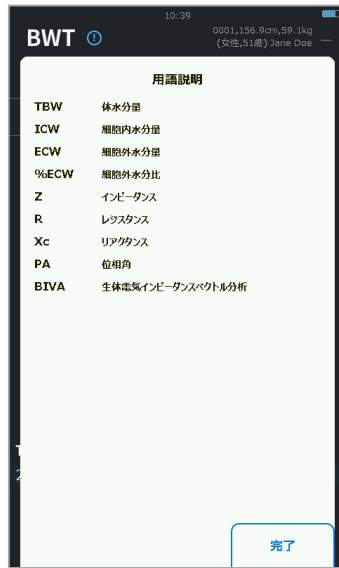 10:39
BWT
0001,156.9cm,59.1kg
(女性,51歳) Jane Doe
用語説明
TBW 体水分量
ICW 細胞内水分量
ECW 細胞外水分量
%ECW 細胞外水分比
Z インピーダンス
R レジスタンス
Xc リアクタンス
PA 位相角
BIVA 生体電気インピーダンスベクトル分析
完了